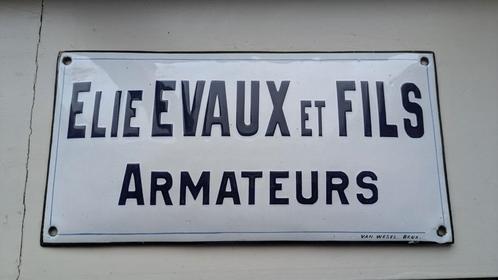 ELIE EVAUX ET FILS
ARMATEURS
VAN WESEL. BRUX.